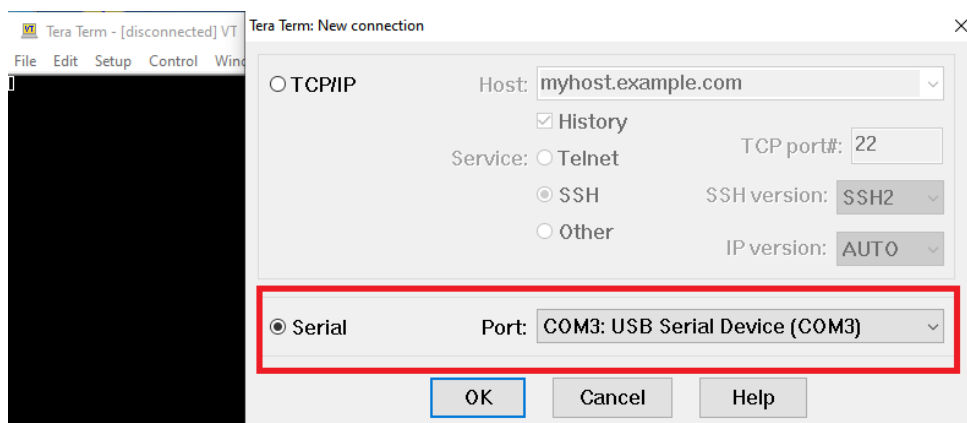 Tera Term - [disconnected] VT
File Edit Setup Control
Tera Term: New connection
TCP/IP Host: myhost.example.com
History
Service: Telnet TCP port#: 22
SSH SSH version: SSH2
Other IP version: AUTO
Serial Port: COM3: USB Serial Device (COM3)
OK Cancel Help